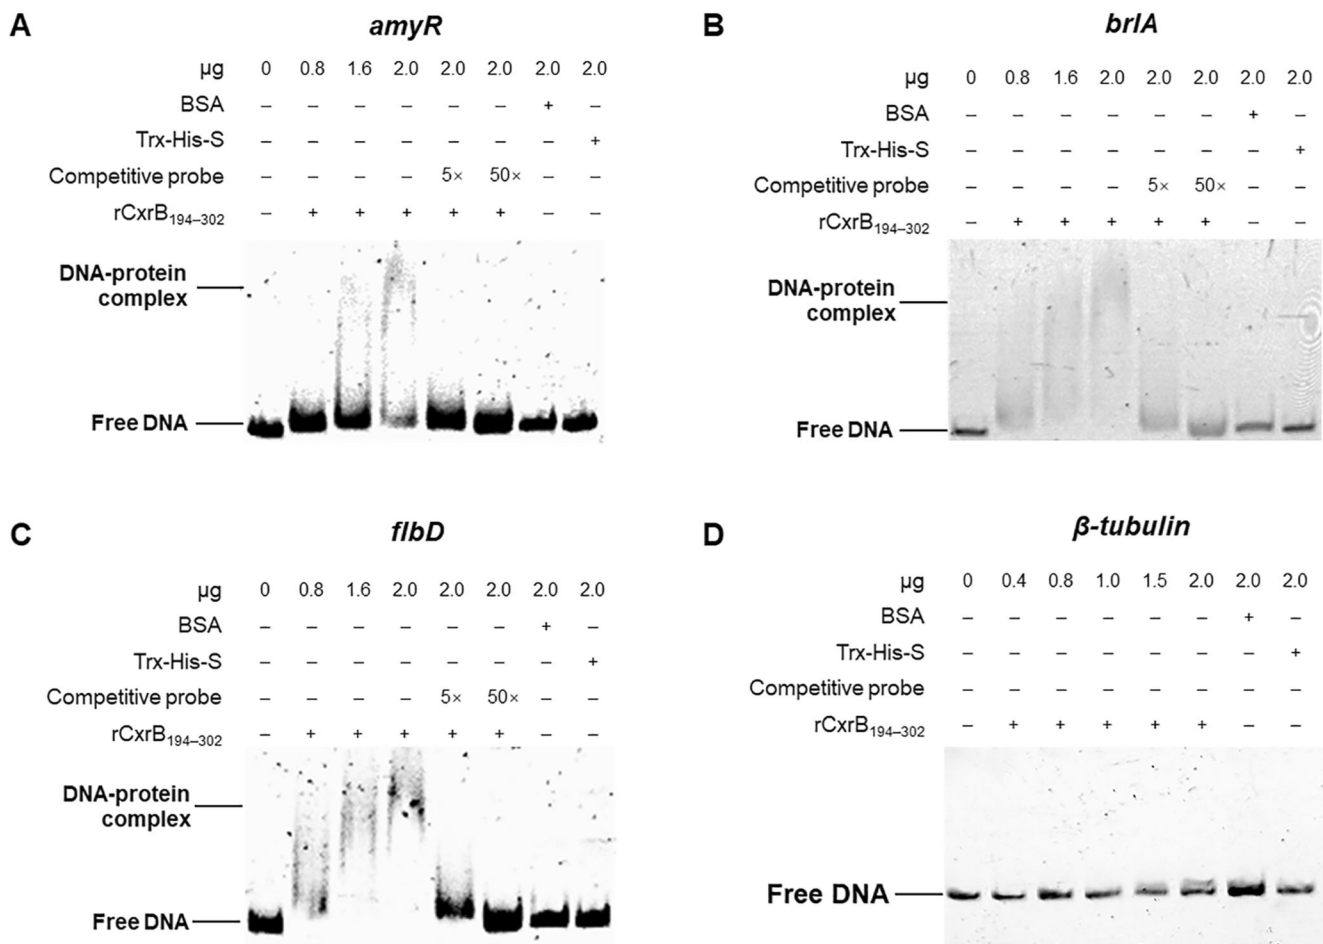 A
amyR
µg 0 0.8 1.6 2.0 2.0 2.0 2.0 2.0
BSA – – – – – – + –
Trx-His-S – – – – – – – +
Competitive probe – – – – 5× 50× – –
rCxrB194–302 – + + + + + – –
DNA-protein
complex
Free DNA
B
brlA
µg 0 0.8 1.6 2.0 2.0 2.0 2.0 2.0
BSA – – – – – – + –
Trx-His-S – – – – – – – +
Competitive probe – – – – 5× 50× – –
rCxrB194–302 – + + + + + – –
DNA-protein
complex
Free DNA
C
flbD
µg 0 0.8 1.6 2.0 2.0 2.0 2.0 2.0
BSA – – – – – – + –
Trx-His-S – – – – – – – +
Competitive probe – – – – 5× 50× – –
rCxrB194–302 – + + + + + – –
DNA-protein
complex
Free DNA
D
β-tubulin
µg 0 0.4 0.8 1.0 1.5 2.0 2.0 2.0
BSA – – – – – – + –
Trx-His-S – – – – – – – +
Competitive probe – – – – – – – –
rCxrB194–302 – + + + + + – –
Free DNA